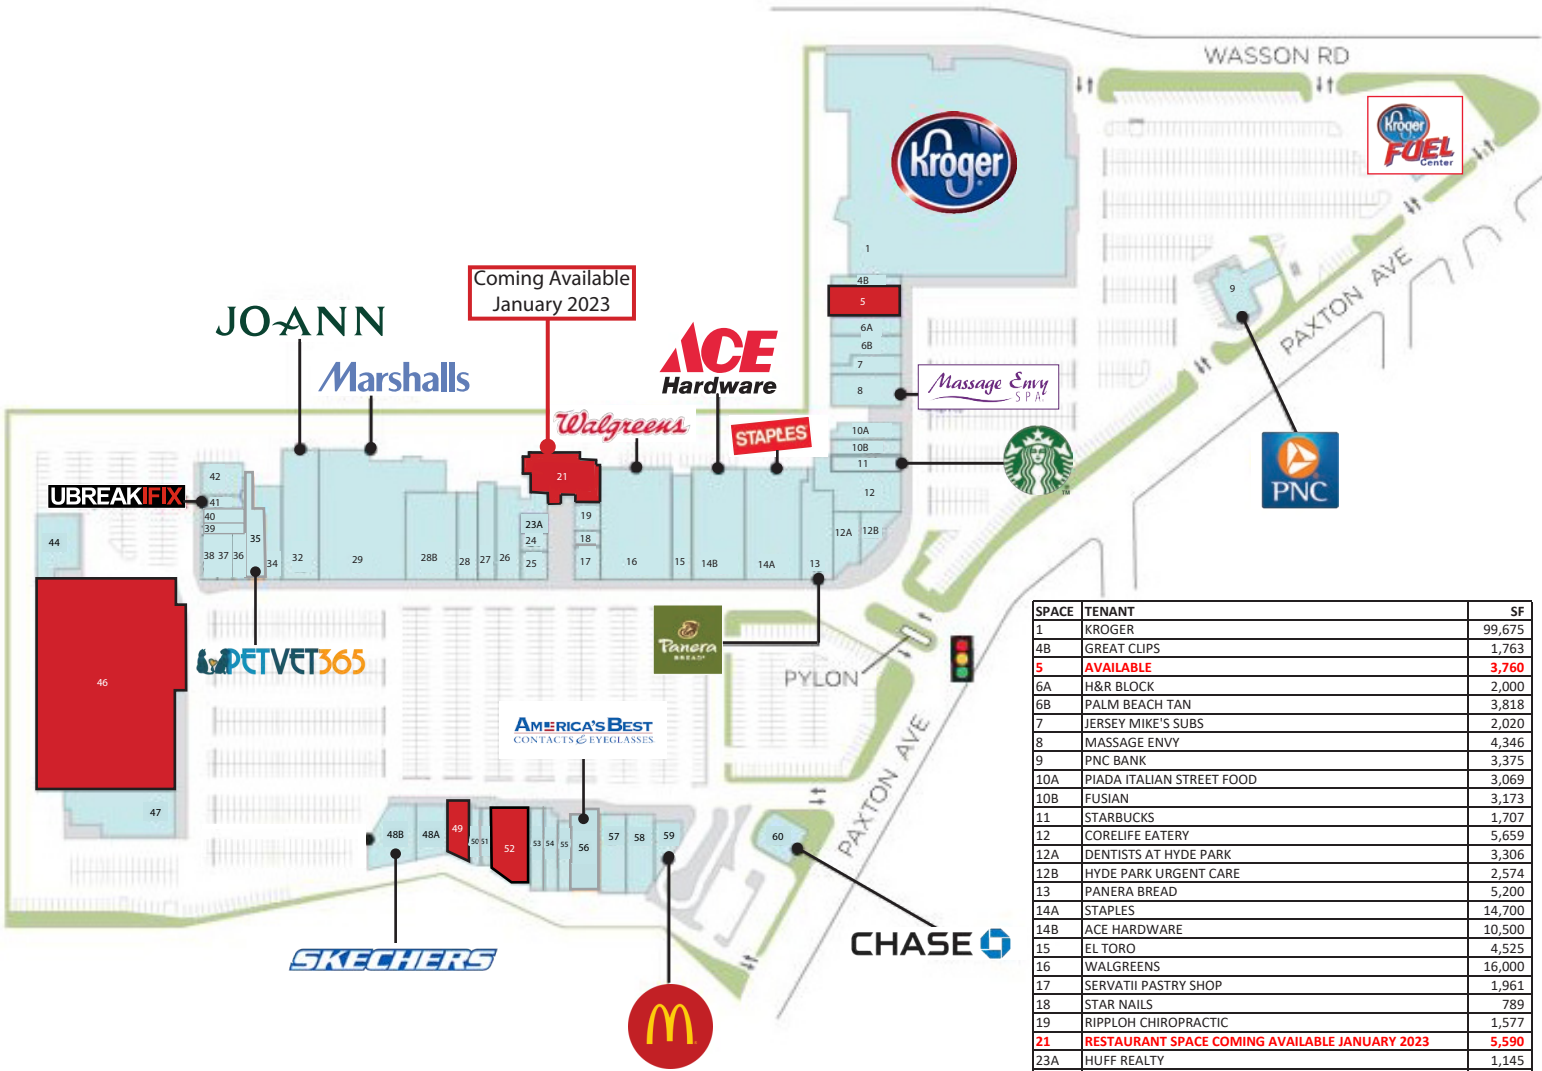 WASSON RD
Kroger
FUEL
Center
Kroger
1
4B
5
6A
6B
7
8
9
PAXTON AVE
Coming Available
January 2023
JO-ANN
Marshalls
ACE
Hardware
Walgreens
STAPLES
Massage Envy
SPA
10A
10B
11
12
12A
12B
PNC
UBREAKIFIX
42
41
40
39
38
37
36
35
34
32
29
28B
28
27
26
23A
24
25
21
19
18
17
16
15
14B
14A
13
44
46
47
PETVET365
Panera
BREAD
PYLON
AMERICA'S BEST
CONTACTS & EYEGLASSES
PAXTON AVE
48B
48A
49
50
51
52
53
54
55
56
57
58
59
60
SKECHERS
CHASE
SPACE TENANT SF
1 KROGER 99,675
4B GREAT CLIPS 1,763
5 AVAILABLE 3,760
6A H&R BLOCK 2,000
6B PALM BEACH TAN 3,818
7 JERSEY MIKE'S SUBS 2,020
8 MASSAGE ENVY 4,346
9 PNC BANK 3,375
10A PIADA ITALIAN STREET FOOD 3,069
10B FUSIAN 3,173
11 STARBUCKS 1,707
12 CORELIFE EATERY 5,659
12A DENTISTS AT HYDE PARK 3,306
12B HYDE PARK URGENT CARE 2,574
13 PANERA BREAD 5,200
14A STAPLES 14,700
14B ACE HARDWARE 10,500
15 EL TORO 4,525
16 WALGREENS 16,000
17 SERVATII PASTRY SHOP 1,961
18 STAR NAILS 789
19 RIPPLOH CHIROPRACTIC 1,577
21 RESTAURANT SPACE COMING AVAILABLE JANUARY 2023 5,590
23A HUFF REALTY 1,145